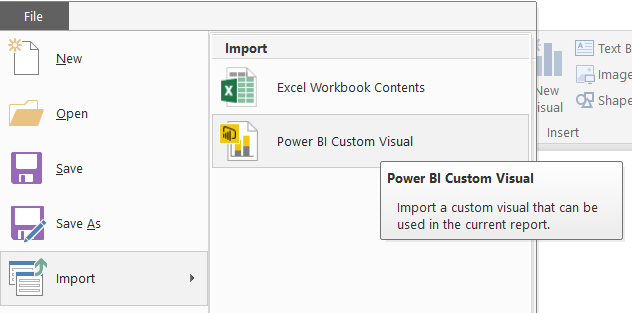 File
New
Open
Save
Save As
Import
Import
Excel Workbook Contents
Power BI Custom Visual
Power BI Custom Visual
Import a custom visual that can be
used in the current report.
Text B
New
Image
Shape
Insert